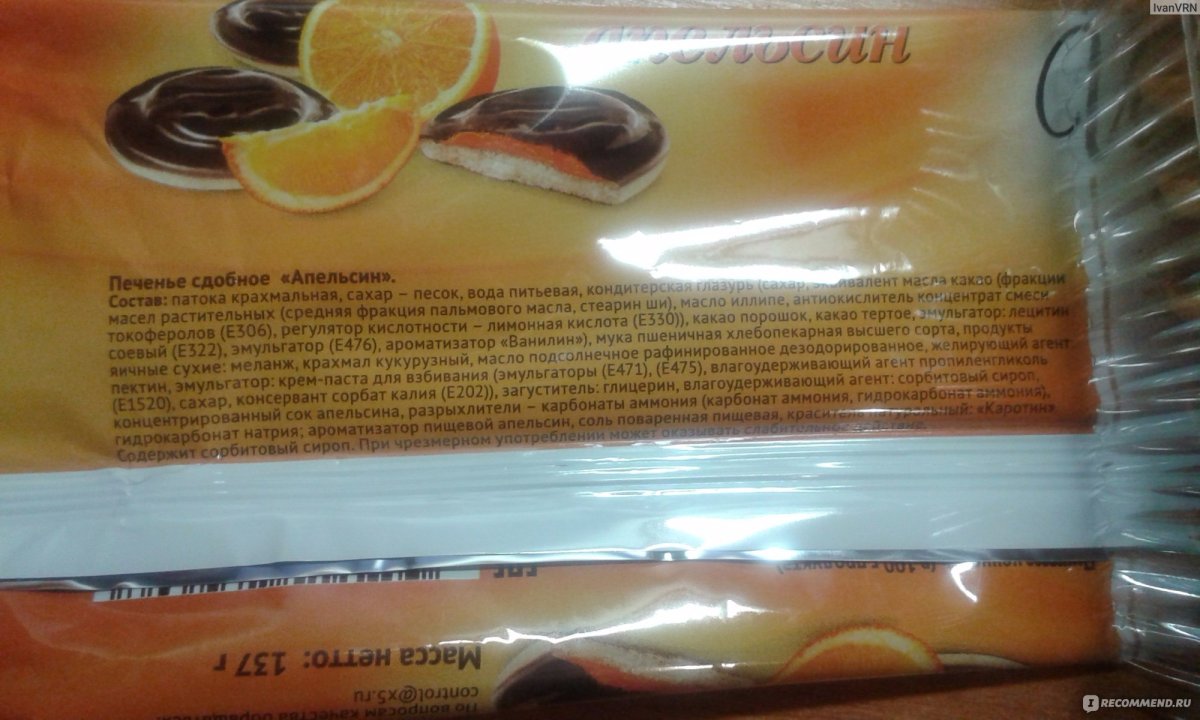 IvanVRN
апельсин
Печенье сдобное «Апельсин».
Состав: патока крахмальная, сахар – песок, вода питьевая, кондитерская глазурь (сахар, эквивалент масла какао (фракции
масел растительных (средняя фракция пальмового масла, стеарин ши), масло иллипе, антиокислитель концентрат смеси
токоферолов (Е306), регулятор кислотности – лимонная кислота (Е330)), какао порошок, какао тертое, эмульгатор: лецитин
соевый (Е322), эмульгатор (Е476), ароматизатор «Ванилин»), мука пшеничная хлебопекарная высшего сорта, продукты
яичные сухие: меланж, крахмал кукурузный, масло подсолнечное рафинированное дезодорированное, желирующий агент
пектин, эмульгатор: крем-паста для взбивания (эмульгаторы (Е471), (Е475), влагоудерживающий агент пропиленгликоль
(Е1520), сахар, консервант сорбат калия (Е202)), загуститель: глицерин, влагоудерживающий агент: сорбитовый сироп,
концентрированный сок апельсина, разрыхлители – карбонаты аммония (карбонат аммония, гидрокарбонат аммония),
гидрокарбонат натрия; ароматизатор пищевой апельсин, соль поваренная пищевая, краситель натуральный: «Каротин».
Содержит сорбитовый сироп. При чрезмерном употреблении может оказывать слабительное действие.
(в 100 г продукта)
Масса нетто: 137 г
control@x5.ru
По вопросам
качества
I RECOMMEND.RU